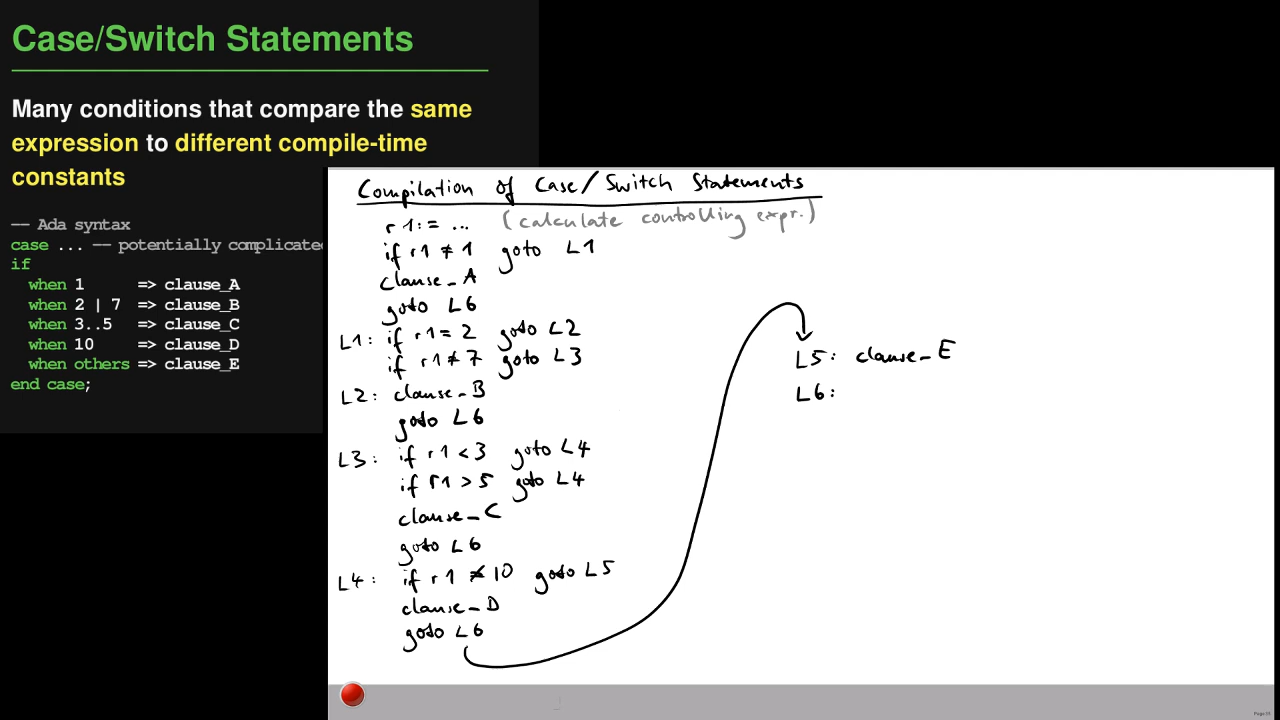 Case/Switch Statements
Many conditions that compare the same
expression to different compile-time
constants
-- Ada syntax
case ... -- potentially complicated
if
when 1 => clause_A
when 2 | 7 => clause_B
when 3..5 => clause_C
when 10 => clause_D
when others => clause_E
end case;
Compilation of Case/Switch Statements
r1:= ... (calculate controlling expr.)
if r1 ≠ 1 goto L1
clause_A
goto L6
L1: if r1 = 2 goto L2
if r1 ≠ 7 goto L3
L2: clause_B
goto L6
L3: if r1 < 3 goto L4
if r1 > 5 goto L4
clause_C
goto L6
L4: if r1 ≠ 10 goto L5
clause_D
goto L6
L5: clause_E
L6: